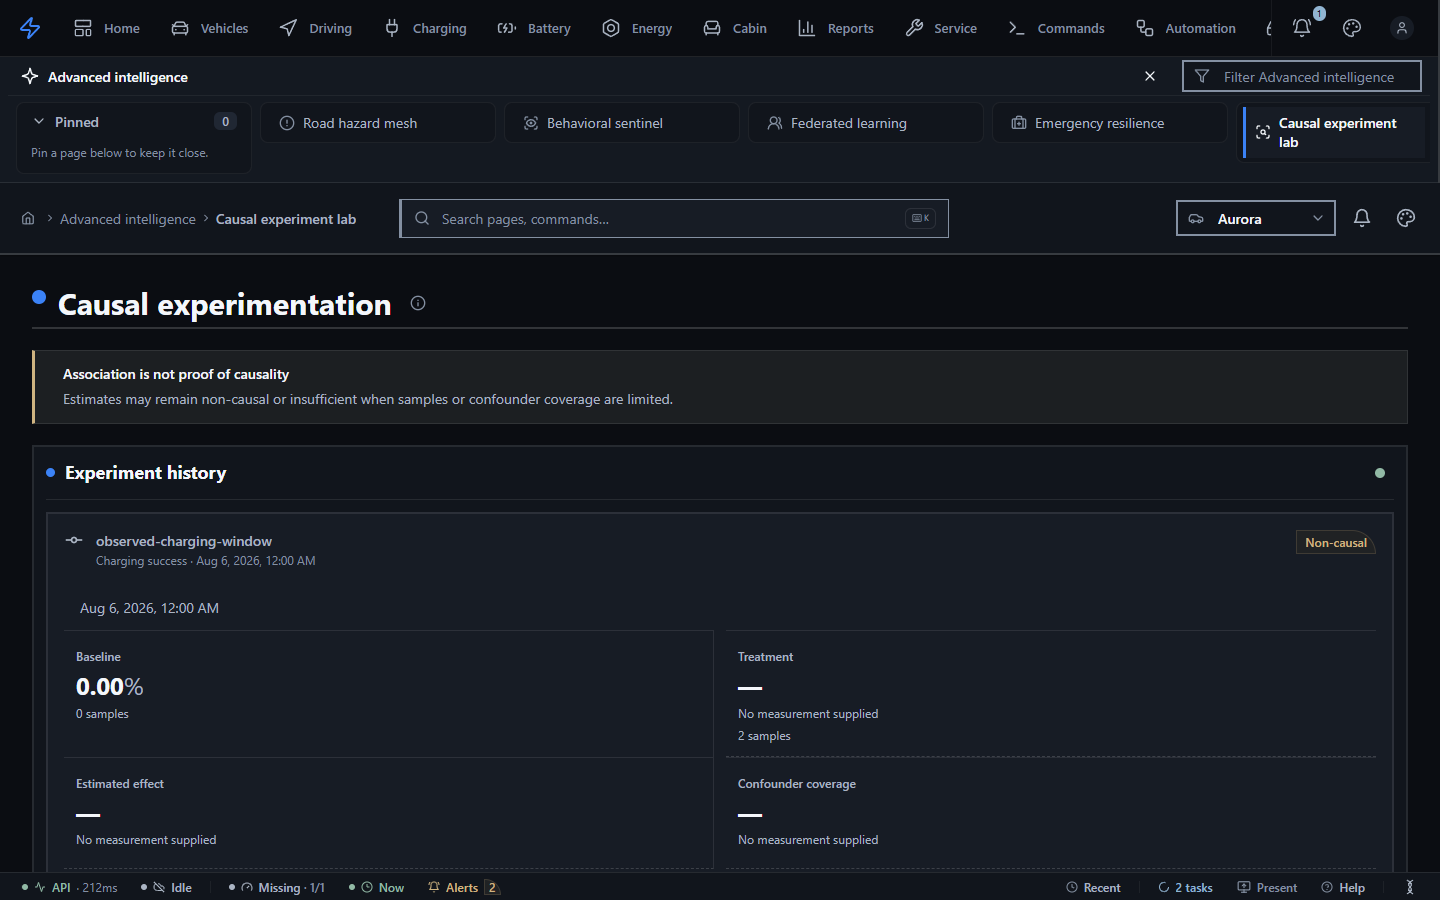 Home
Vehicles
Driving
Charging
Battery
Energy
Cabin
Reports
Service
Commands
Automation
1
Advanced intelligence
Filter Advanced intelligence
Pinned
0
Pin a page below to keep it close.
Road hazard mesh
Behavioral sentinel
Federated learning
Emergency resilience
Causal experiment
lab
Advanced intelligence
Causal experiment lab
Search pages, commands...
K
Aurora
Causal experimentation
Association is not proof of causality
Estimates may remain non-causal or insufficient when samples or confounder coverage are limited.
Experiment history
observed-charging-window
Charging success · Aug 6, 2026, 12:00 AM
Non-causal
Aug 6, 2026, 12:00 AM
Baseline
0.00%
0 samples
Treatment
—
No measurement supplied
2 samples
Estimated effect
—
No measurement supplied
Confounder coverage
—
No measurement supplied
API · 212ms
Idle
Missing · 1/1
Now
Alerts 2
Recent
2 tasks
Present
Help